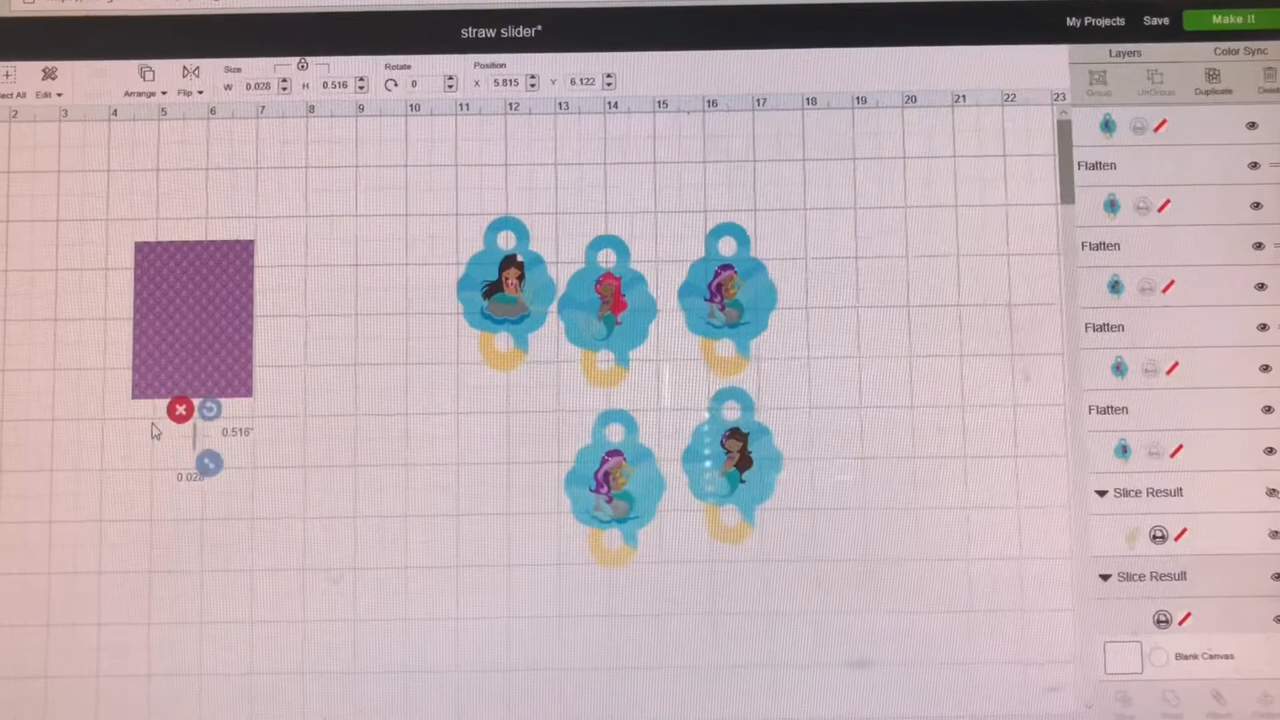 straw slider*
My Projects
Save
Make It
Layers
Color Sync
Edit
Arrange
Flip
Size
W 0.028
H 0.516
Rotate
0
Position
X 5.815
Y 6.122
Group
UnGroup
Duplicate
2 3 4 5 6 7 8 9 10 11 12 13 14 15 16 17 18 19 20 21 22 23
Flatten
Flatten
Flatten
Flatten
0.516"
0.028
Slice Result
Slice Result
Blank Canvas